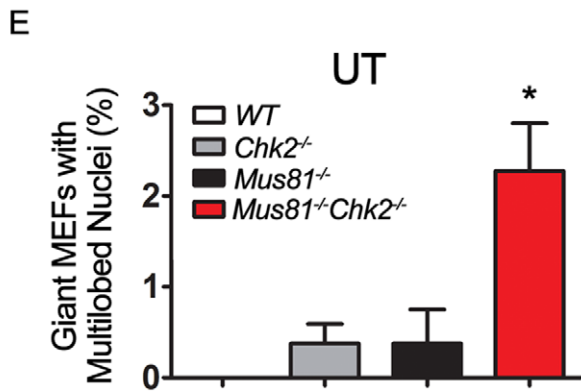 E
UT
Giant MEFs with
Multilobed Nuclei (%)
3
2
1
0
WT
Chk2-/-
Mus81-/-
Mus81-/-Chk2-/-
*